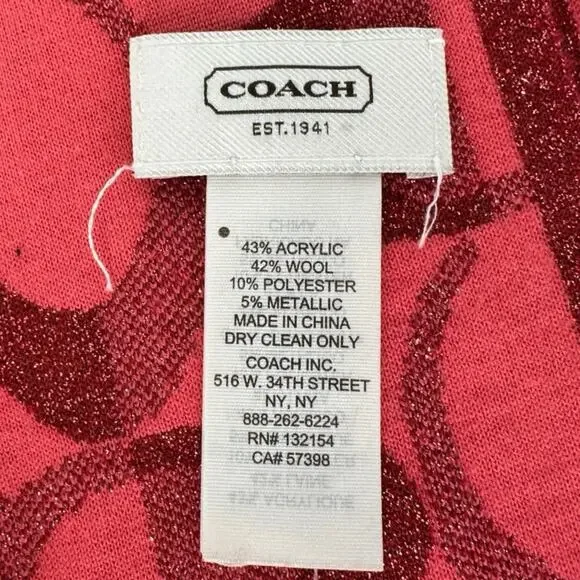 COACH
EST.1941
43% ACRYLIC
42% WOOL
10% POLYESTER
5% METALLIC
MADE IN CHINA
DRY CLEAN ONLY
COACH INC.
516 W. 34TH STREET
NY, NY
888-262-6224
RN# 132154
CA# 57398